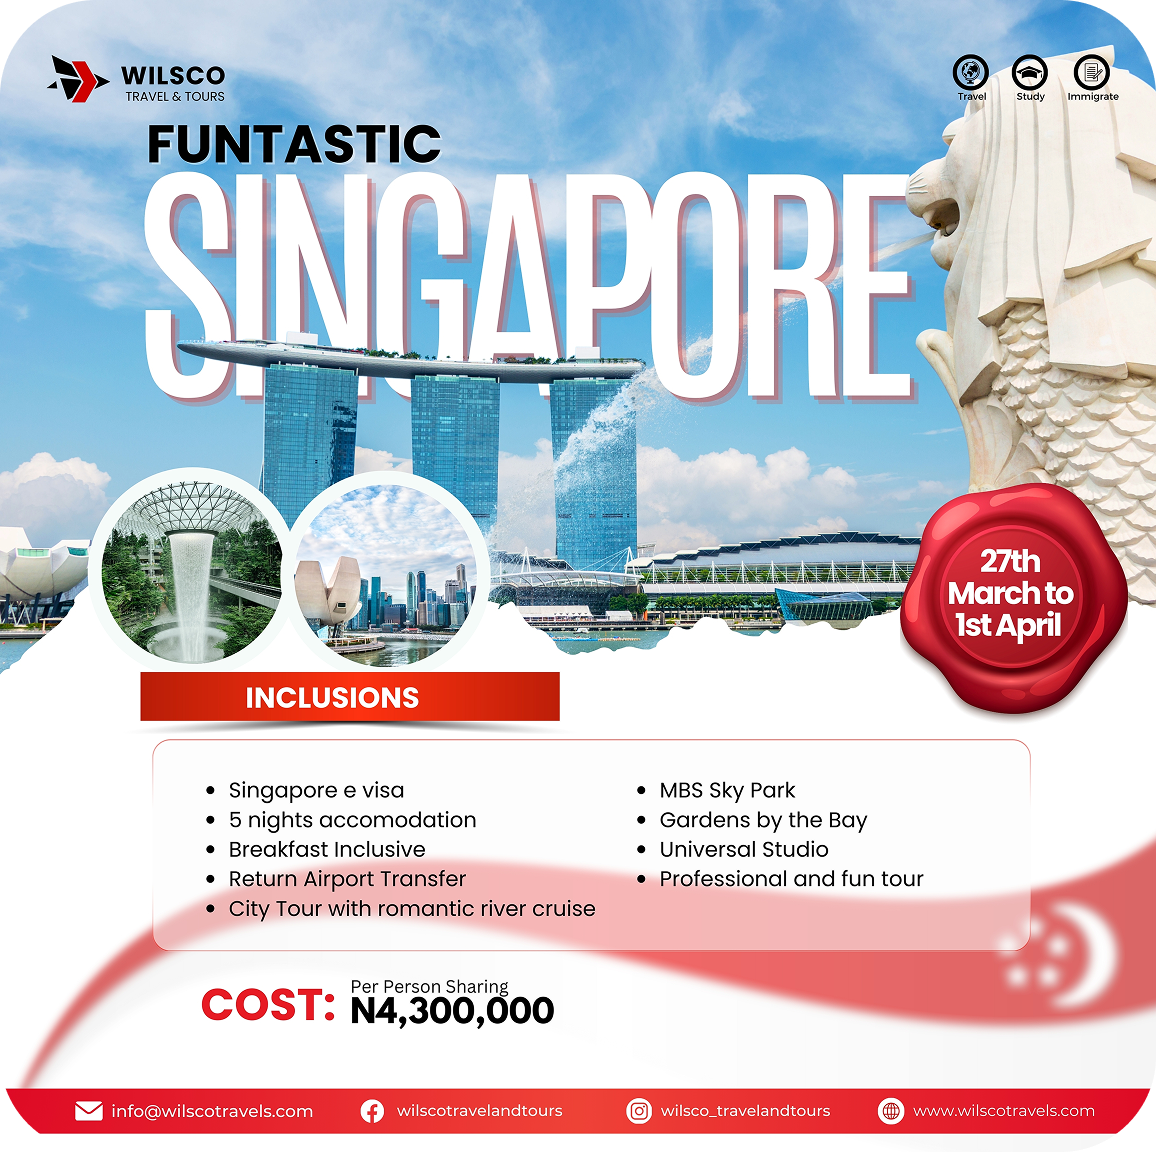 WILSCO
TRAVEL & TOURS
Travel
Study
Immigrate
FUNTASTIC
SINGAPORE
27th
March to
1st April
INCLUSIONS
Singapore e visa
5 nights accomodation
Breakfast Inclusive
Return Airport Transfer
City Tour with romantic river cruise
MBS Sky Park
Gardens by the Bay
Universal Studio
Professional and fun tour
COST:
Per Person Sharing
N4,300,000
info@wilscotravels.com
wilscotravelandtours
wilsco_travelandtours
www.wilscotravels.com